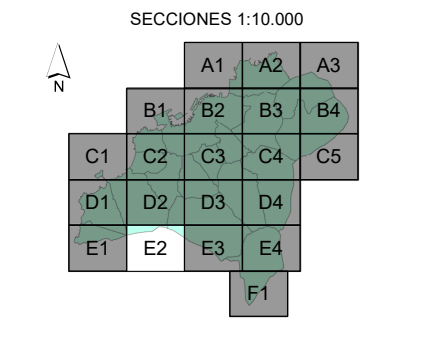 SECCIONES 1:10.000
A1 A2 A3
N
B1 B2 B3 B4
C1 C2 C3 C4 C5
D1 D2 D3 D4
E1 E2 E3 E4
F1